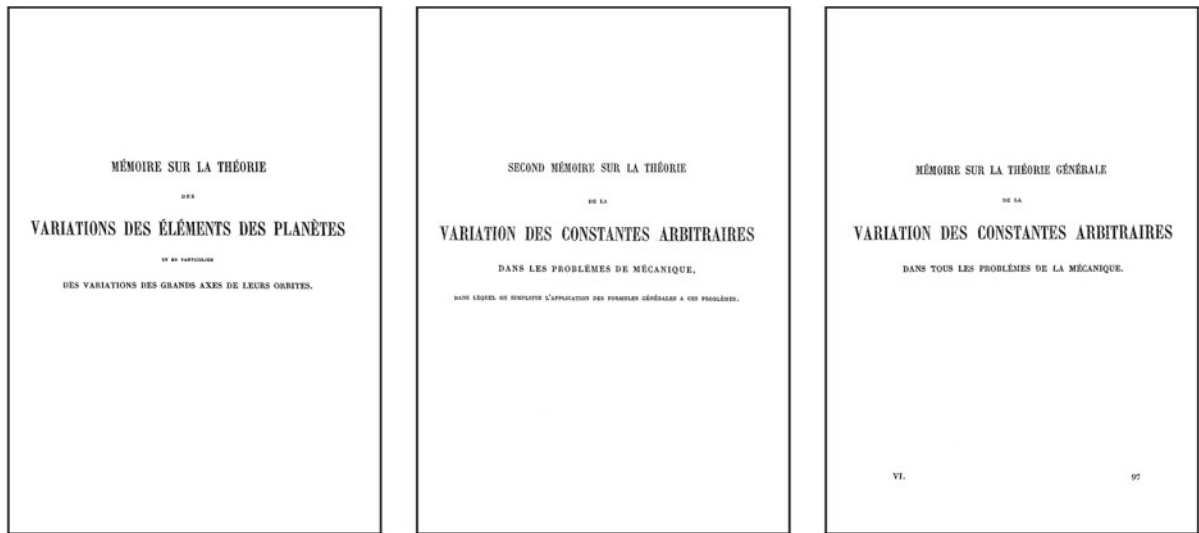 MÉMOIRE SUR LA THÉORIE
DES
VARIATIONS DES ÉLÉMENTS DES PLANÈTES
ET EN PARTICULIER
DES VARIATIONS DES GRANDS AXES DE LEURS ORBITES.
SECOND MÉMOIRE SUR LA THÉORIE
DE LA
VARIATION DES CONSTANTES ARBITRAIRES
DANS LES PROBLÈMES DE MÉCANIQUE,
DANS LEQUEL ON SIMPLIFIE L'APPLICATION DES FORMULES GÉNÉRALES A CES PROBLÈMES.
MÉMOIRE SUR LA THÉORIE GÉNÉRALE
DE LA
VARIATION DES CONSTANTES ARBITRAIRES
DANS TOUS LES PROBLÈMES DE LA MÉCANIQUE.
VI. 97